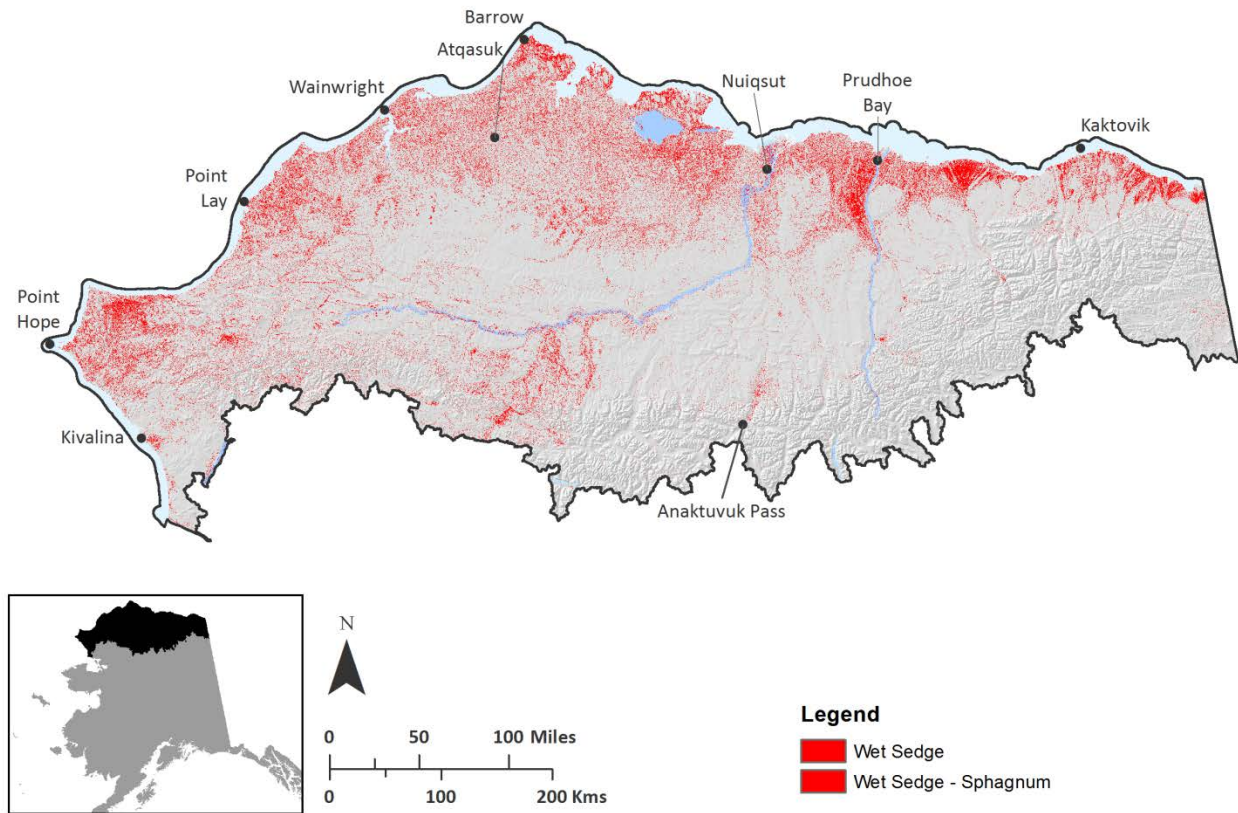 Barrow
Atqasuk
Wainwright
Nuiqsut
Prudhoe
Bay
Kaktovik
Point
Lay
Point
Hope
Kivalina
Anaktuvuk Pass
N
0 50 100 Miles
0 100 200 Kms
Legend
Wet Sedge
Wet Sedge - Sphagnum